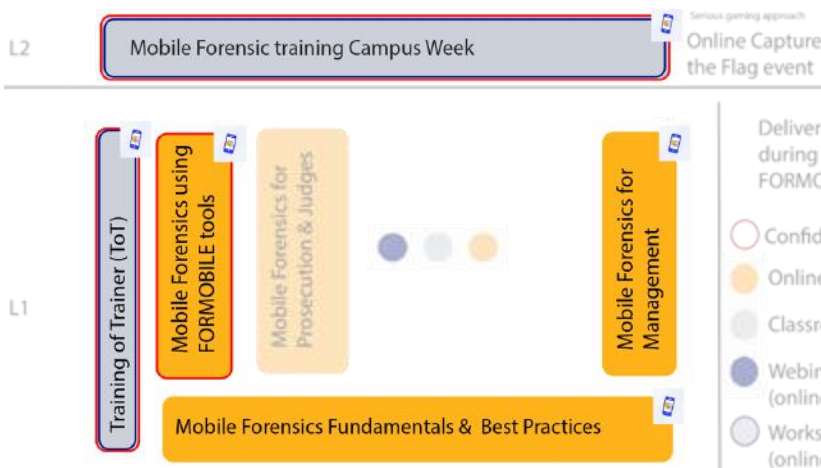 L2
Mobile Forensic training Campus Week
Serious gaming approach
Online Capture
the Flag event
L1
Training of Trainer (ToT)
Mobile Forensics using
FORMOBILE tools
Mobile Forensics for
Prosecution & Judges
Mobile Forensics for
Management
Mobile Forensics Fundamentals & Best Practices
Deliver
during
FORMO
Confid
Online
Classr
Webin
(onlin
Works
(onlin